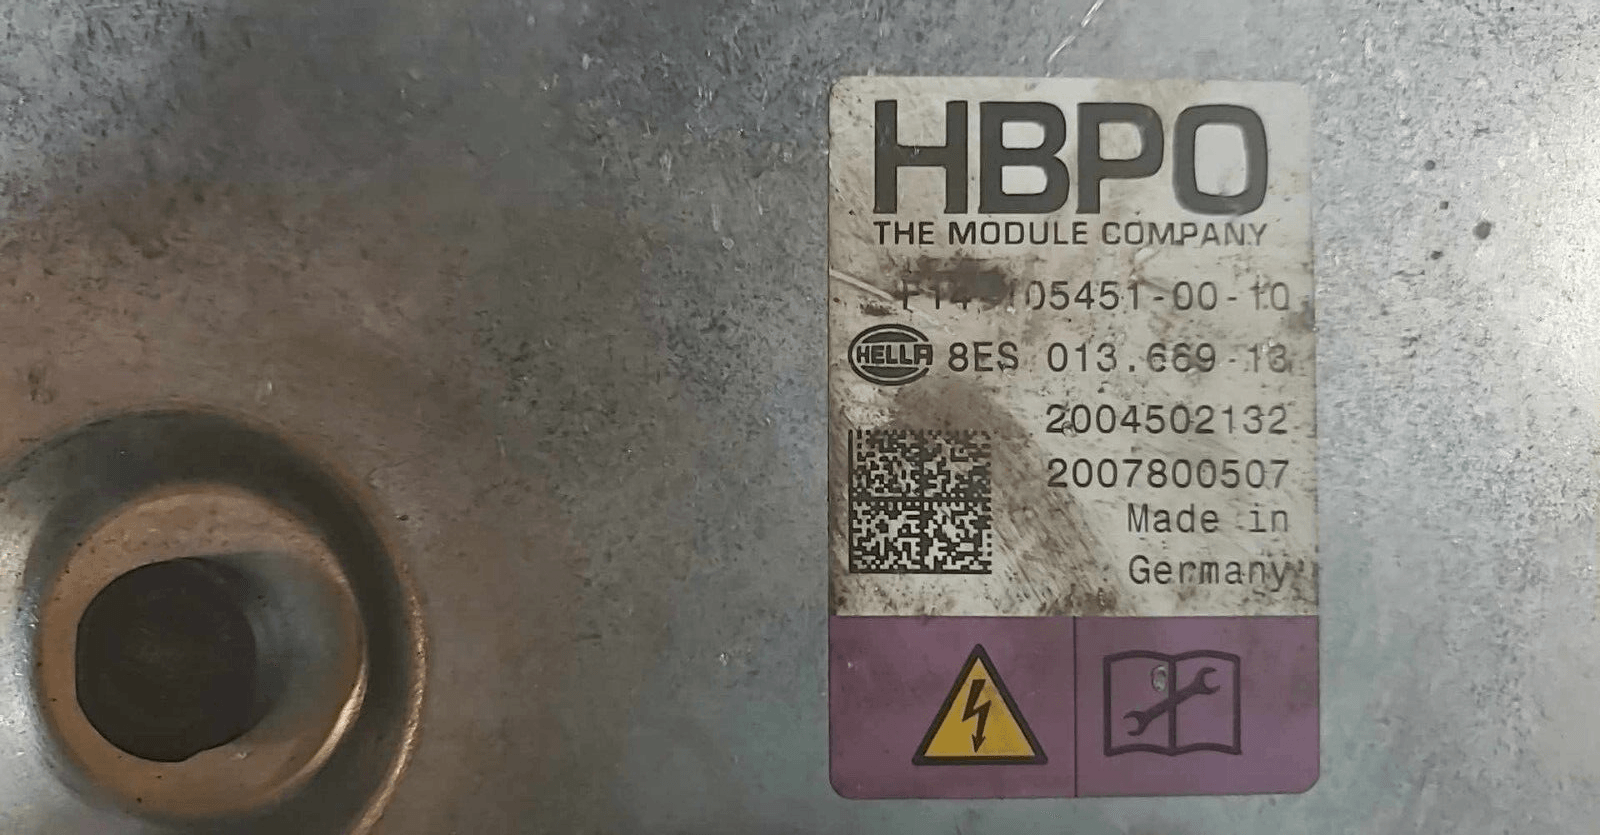 HBPO
THE MODULE COMPANY
HELLA 8ES 013.669-13
2004502132
2007800507
Made in
Germany